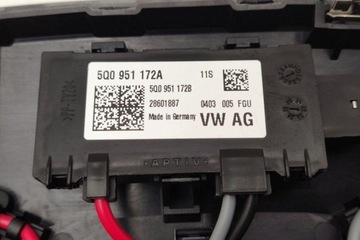 5Q0 951 172A 11S
5Q0 951 172B
28601887 0403 005 FGU
Made in Germany VW AG
APTIV